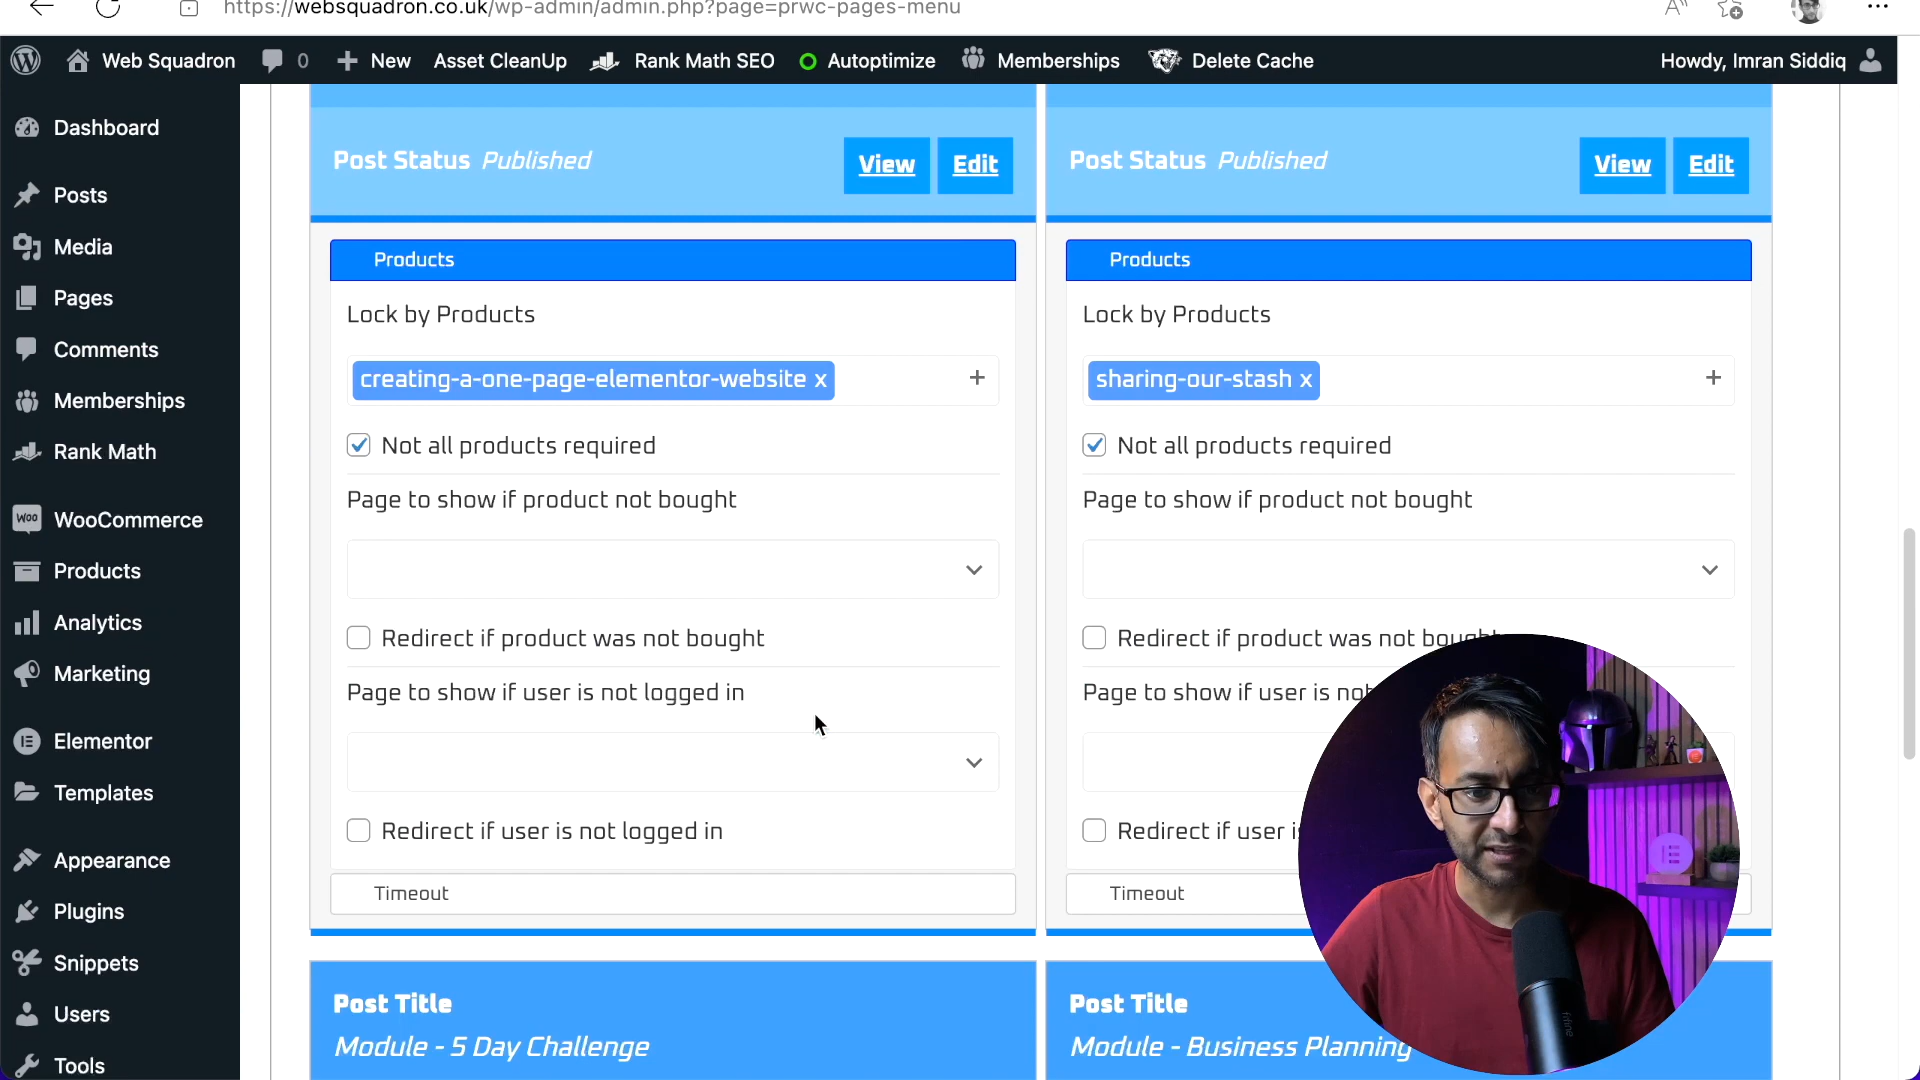 https://websquadron.co.uk/wp-admin/admin.php?page=prwc-pages-menu
Web Squadron 0 New Asset CleanUp Rank Math SEO Autoptimize Memberships Delete Cache Howdy, Imran Siddiq
Dashboard
Posts
Media
Pages
Comments
Memberships
Rank Math
WooCommerce
Products
Analytics
Marketing
Elementor
Templates
Appearance
Plugins
Snippets
Users
Tools
Post Status Published View Edit
Products
Lock by Products
creating-a-one-page-elementor-website x +
Not all products required
Page to show if product not bought
Redirect if product was not bought
Page to show if user is not logged in
Redirect if user is not logged in
Timeout
Post Title
Module - 5 Day Challenge
Post Status Published View Edit
Products
Lock by Products
sharing-our-stash x +
Not all products required
Page to show if product not bought
Redirect if product was not bought
Page to show if user is not
Redirect if user is
Timeout
Post Title
Module - Business Planning